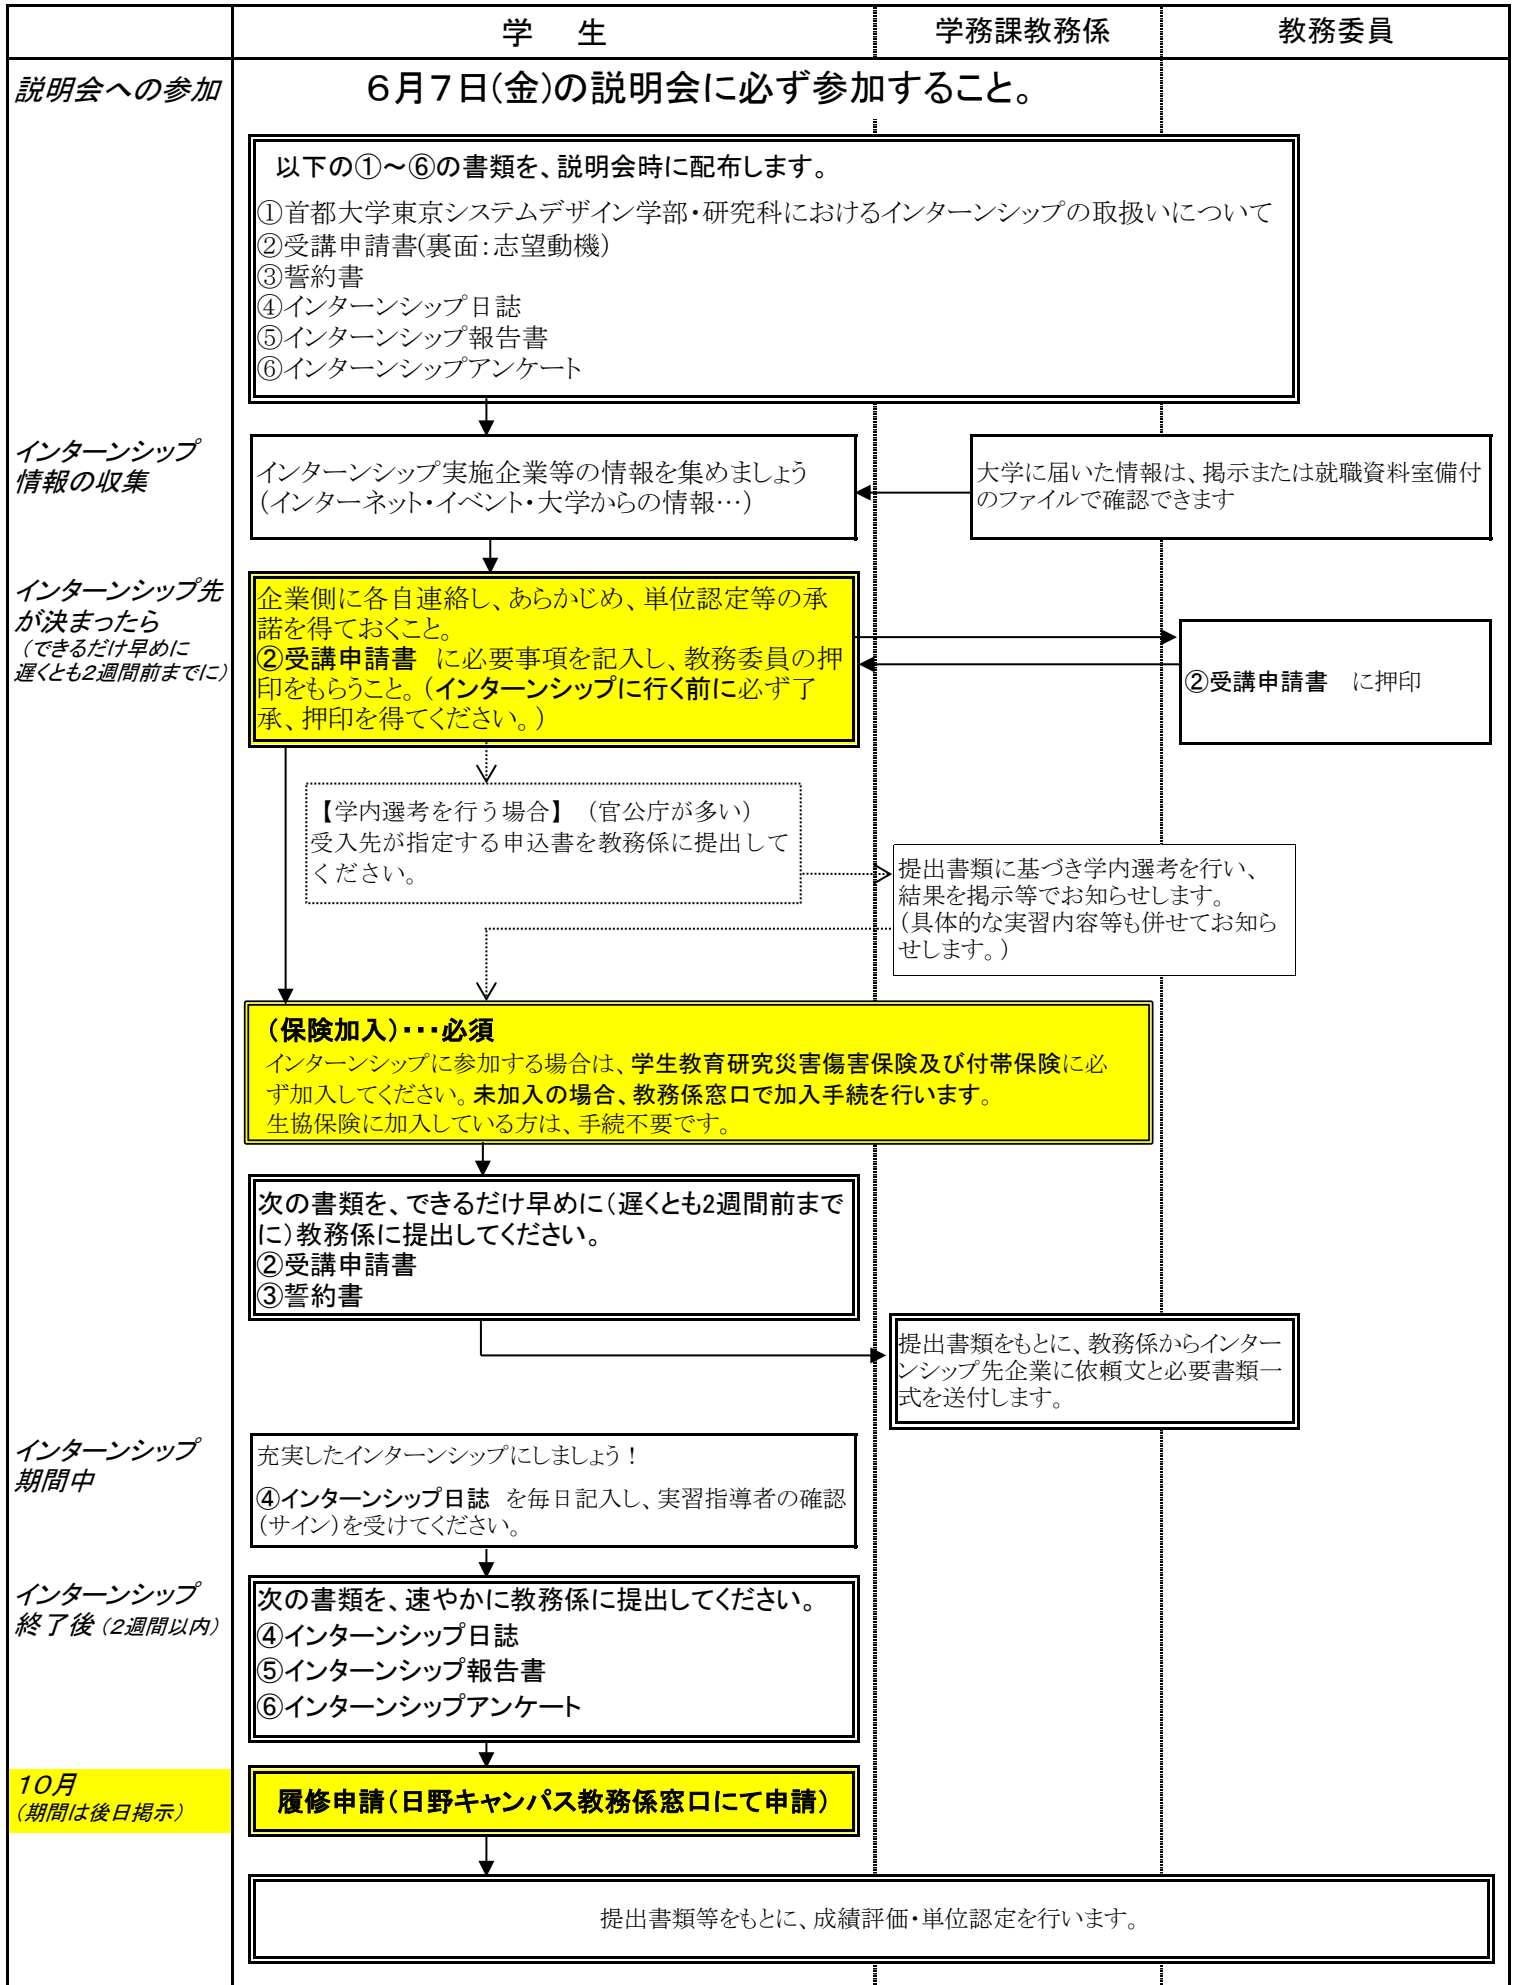 学　生
学務課教務係
教務委員
説明会への参加
６月７日(金)の説明会に必ず参加すること。
以下の①～⑥の書類を、説明会時に配布します。
①首都大学東京システムデザイン学部・研究科におけるインターンシップの取扱いについて
②受講申請書(裏面：志望動機)
③誓約書
④インターンシップ日誌
⑤インターンシップ報告書
⑥インターンシップアンケート
インターンシップ
情報の収集
インターンシップ実施企業等の情報を集めましょう
（インターネット・イベント・大学からの情報…）
大学に届いた情報は、掲示または就職資料室備付
のファイルで確認できます
インターンシップ先
が決まったら
（できるだけ早めに
遅くとも2週間前までに）
企業側に各自連絡し、あらかじめ、単位認定等の承
諾を得ておくこと。
②受講申請書　に必要事項を記入し、教務委員の押
印をもらうこと。（インターンシップに行く前に必ず了
承、押印を得てください。）
②受講申請書　に押印
【学内選考を行う場合】（官公庁が多い）
受入先が指定する申込書を教務係に提出して
ください。
提出書類に基づき学内選考を行い、
結果を掲示等でお知らせします。
（具体的な実習内容等も併せてお知ら
せします。）
（保険加入）・・・必須
インターンシップに参加する場合は、学生教育研究災害傷害保険及び付帯保険に必
ず加入してください。未加入の場合、教務係窓口で加入手続を行います。
生協保険に加入している方は、手続不要です。
次の書類を、できるだけ早めに（遅くとも2週間前まで
に）教務係に提出してください。
②受講申請書
③誓約書
提出書類をもとに、教務係からインター
ンシップ先企業に依頼文と必要書類一
式を送付します。
インターンシップ
期間中
充実したインターンシップにしましょう！
④インターンシップ日誌　を毎日記入し、実習指導者の確認
（サイン）を受けてください。
インターンシップ
終了後（2週間以内）
次の書類を、速やかに教務係に提出してください。
④インターンシップ日誌
⑤インターンシップ報告書
⑥インターンシップアンケート
10月
（期間は後日掲示）
履修申請（日野キャンパス教務係窓口にて申請）
提出書類等をもとに、成績評価・単位認定を行います。